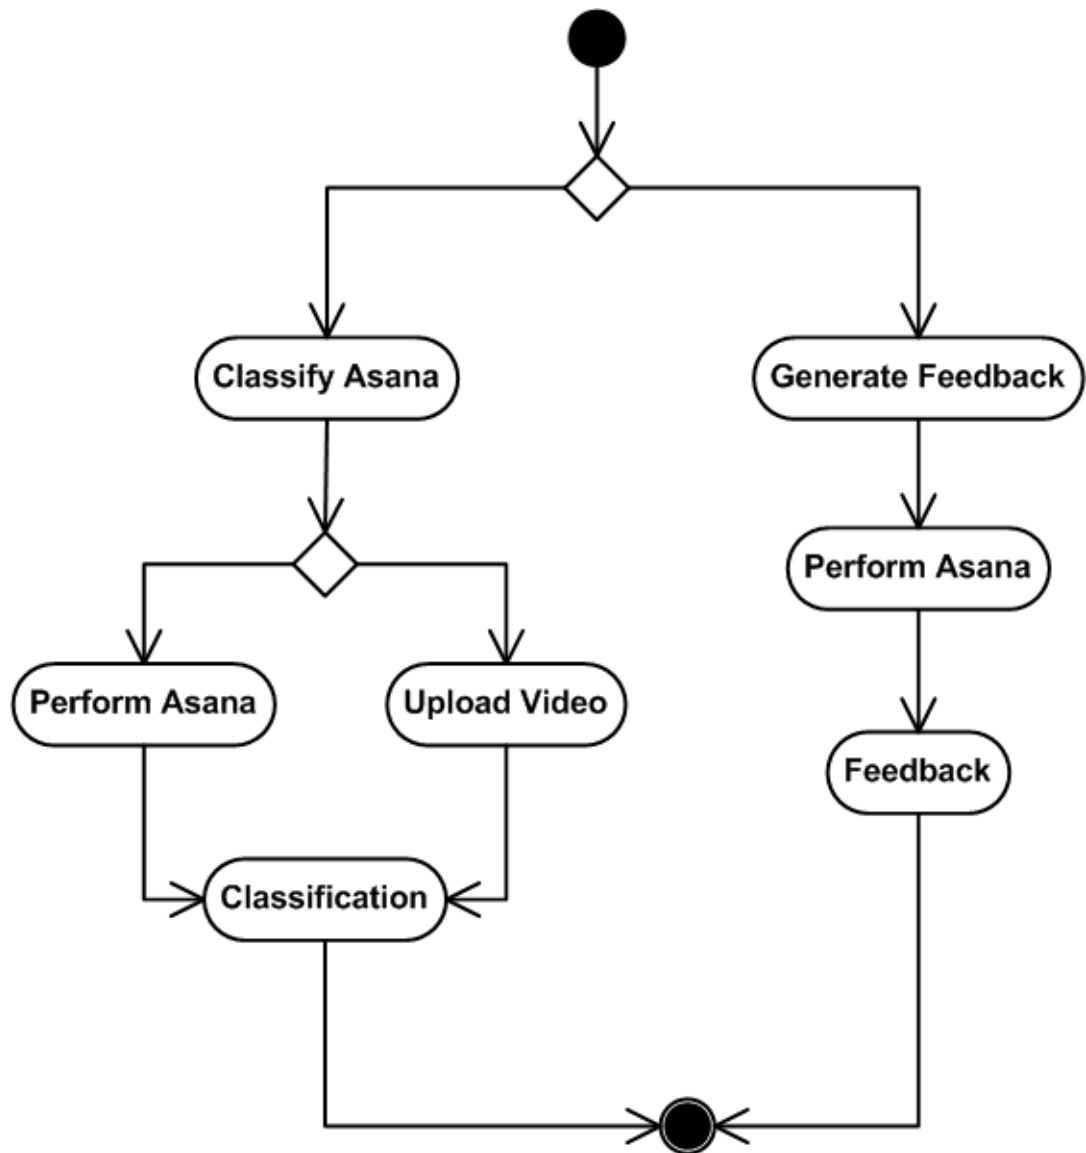 Classify Asana
Generate Feedback
Perform Asana
Perform Asana
Upload Video
Feedback
Classification